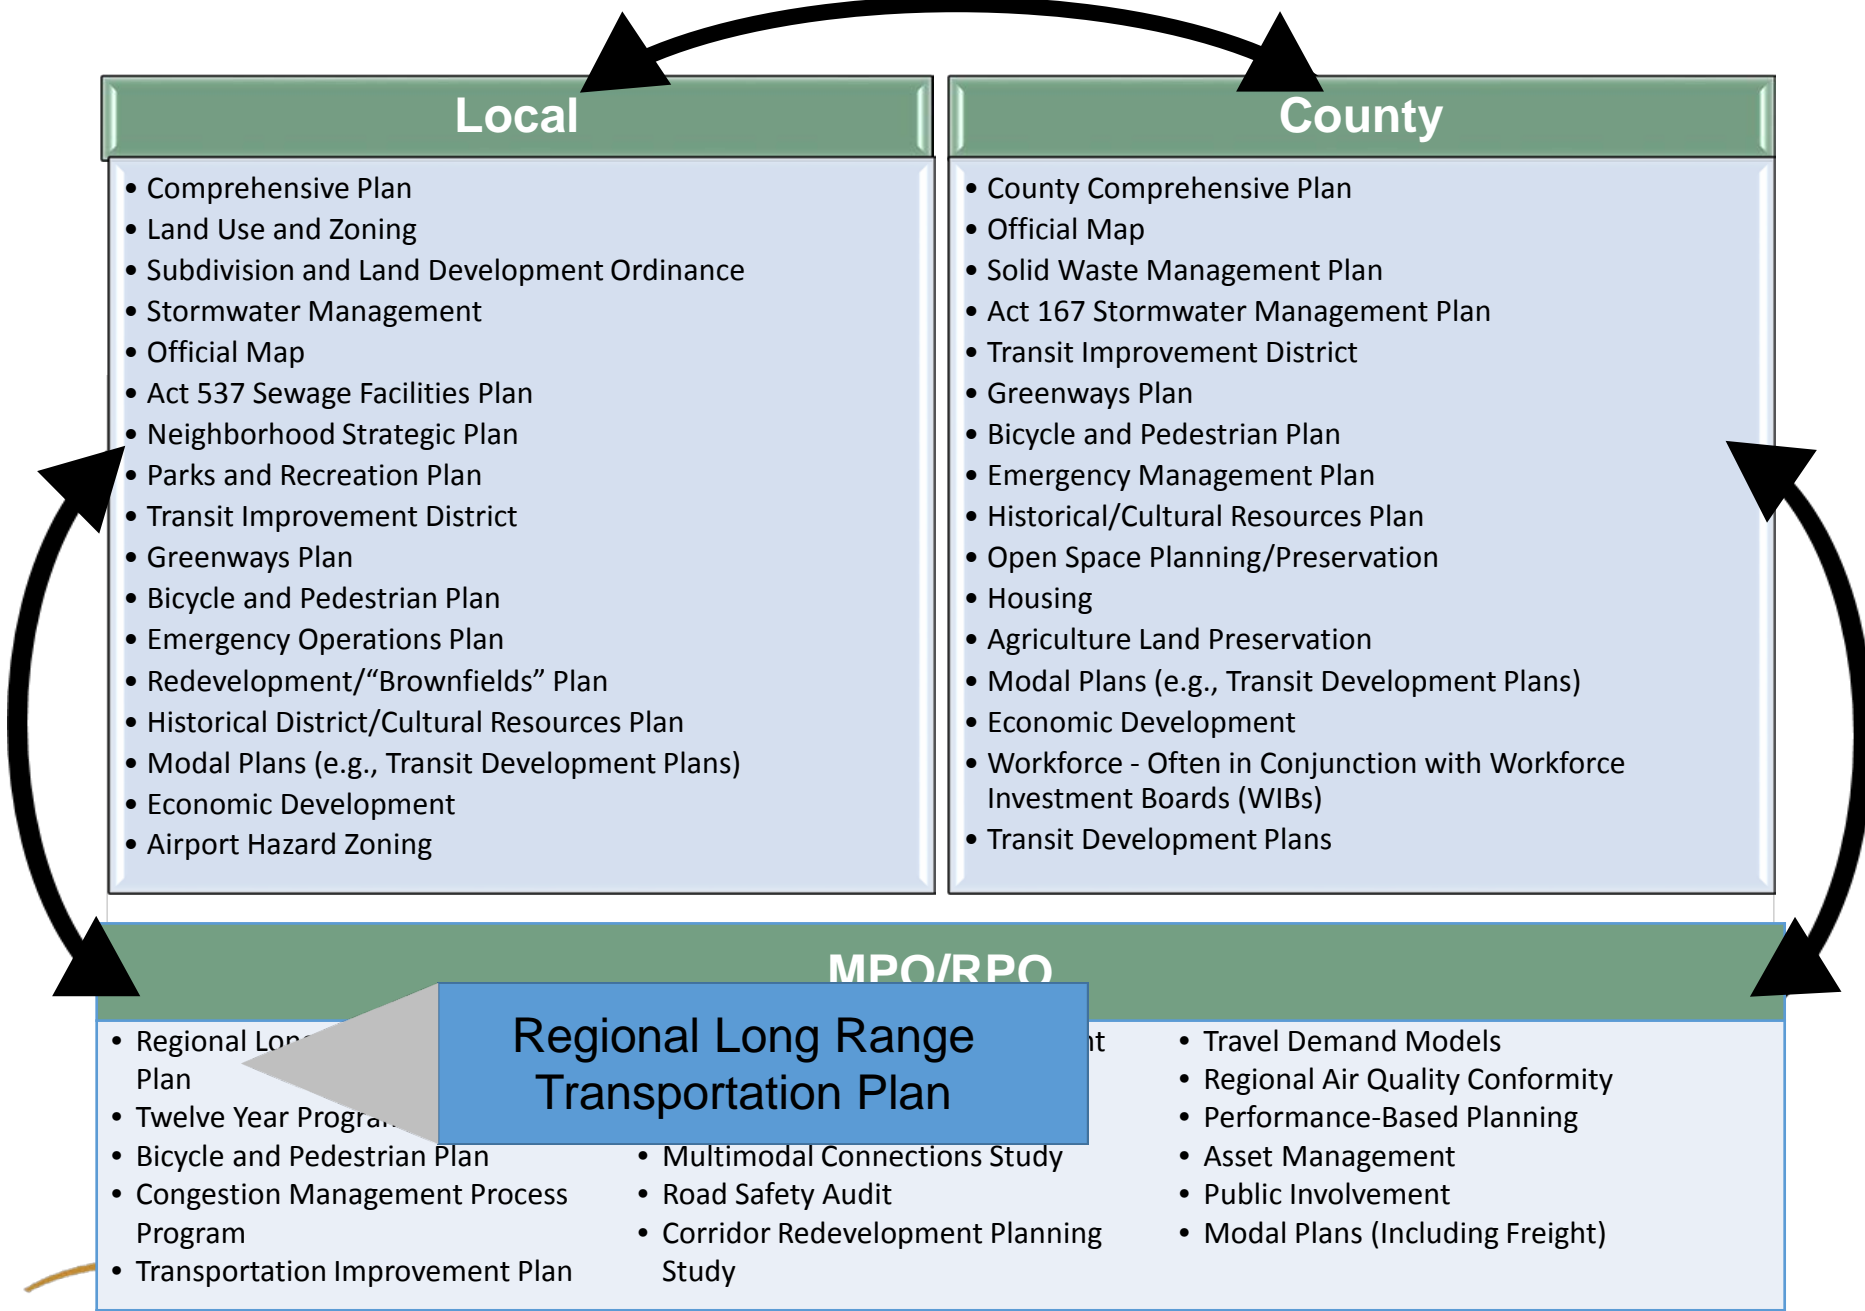 Local
• Comprehensive Plan
• Land Use and Zoning
• Subdivision and Land Development Ordinance
• Stormwater Management
• Official Map
• Act 537 Sewage Facilities Plan
• Neighborhood Strategic Plan
• Parks and Recreation Plan
• Transit Improvement District
• Greenways Plan
• Bicycle and Pedestrian Plan
• Emergency Operations Plan
• Redevelopment/“Brownfields” Plan
• Historical District/Cultural Resources Plan
• Modal Plans (e.g., Transit Development Plans)
• Economic Development
• Airport Hazard Zoning
County
• County Comprehensive Plan
• Official Map
• Solid Waste Management Plan
• Act 167 Stormwater Management Plan
• Transit Improvement District
• Greenways Plan
• Bicycle and Pedestrian Plan
• Emergency Management Plan
• Historical/Cultural Resources Plan
• Open Space Planning/Preservation
• Housing
• Agriculture Land Preservation
• Modal Plans (e.g., Transit Development Plans)
• Economic Development
• Workforce - Often in Conjunction with Workforce
Investment Boards (WIBs)
• Transit Development Plans
MPO/RPO
Regional Long Range
Transportation Plan
• Regional
Plan
• Twelve Year
• Bicycle and Pedestrian Plan
• Congestion Management Process
Program
• Transportation Improvement Plan
• Multimodal Connections Study
• Road Safety Audit
• Corridor Redevelopment Planning
Study
• Travel Demand Models
• Regional Air Quality Conformity
• Performance-Based Planning
• Asset Management
• Public Involvement
• Modal Plans (Including Freight)